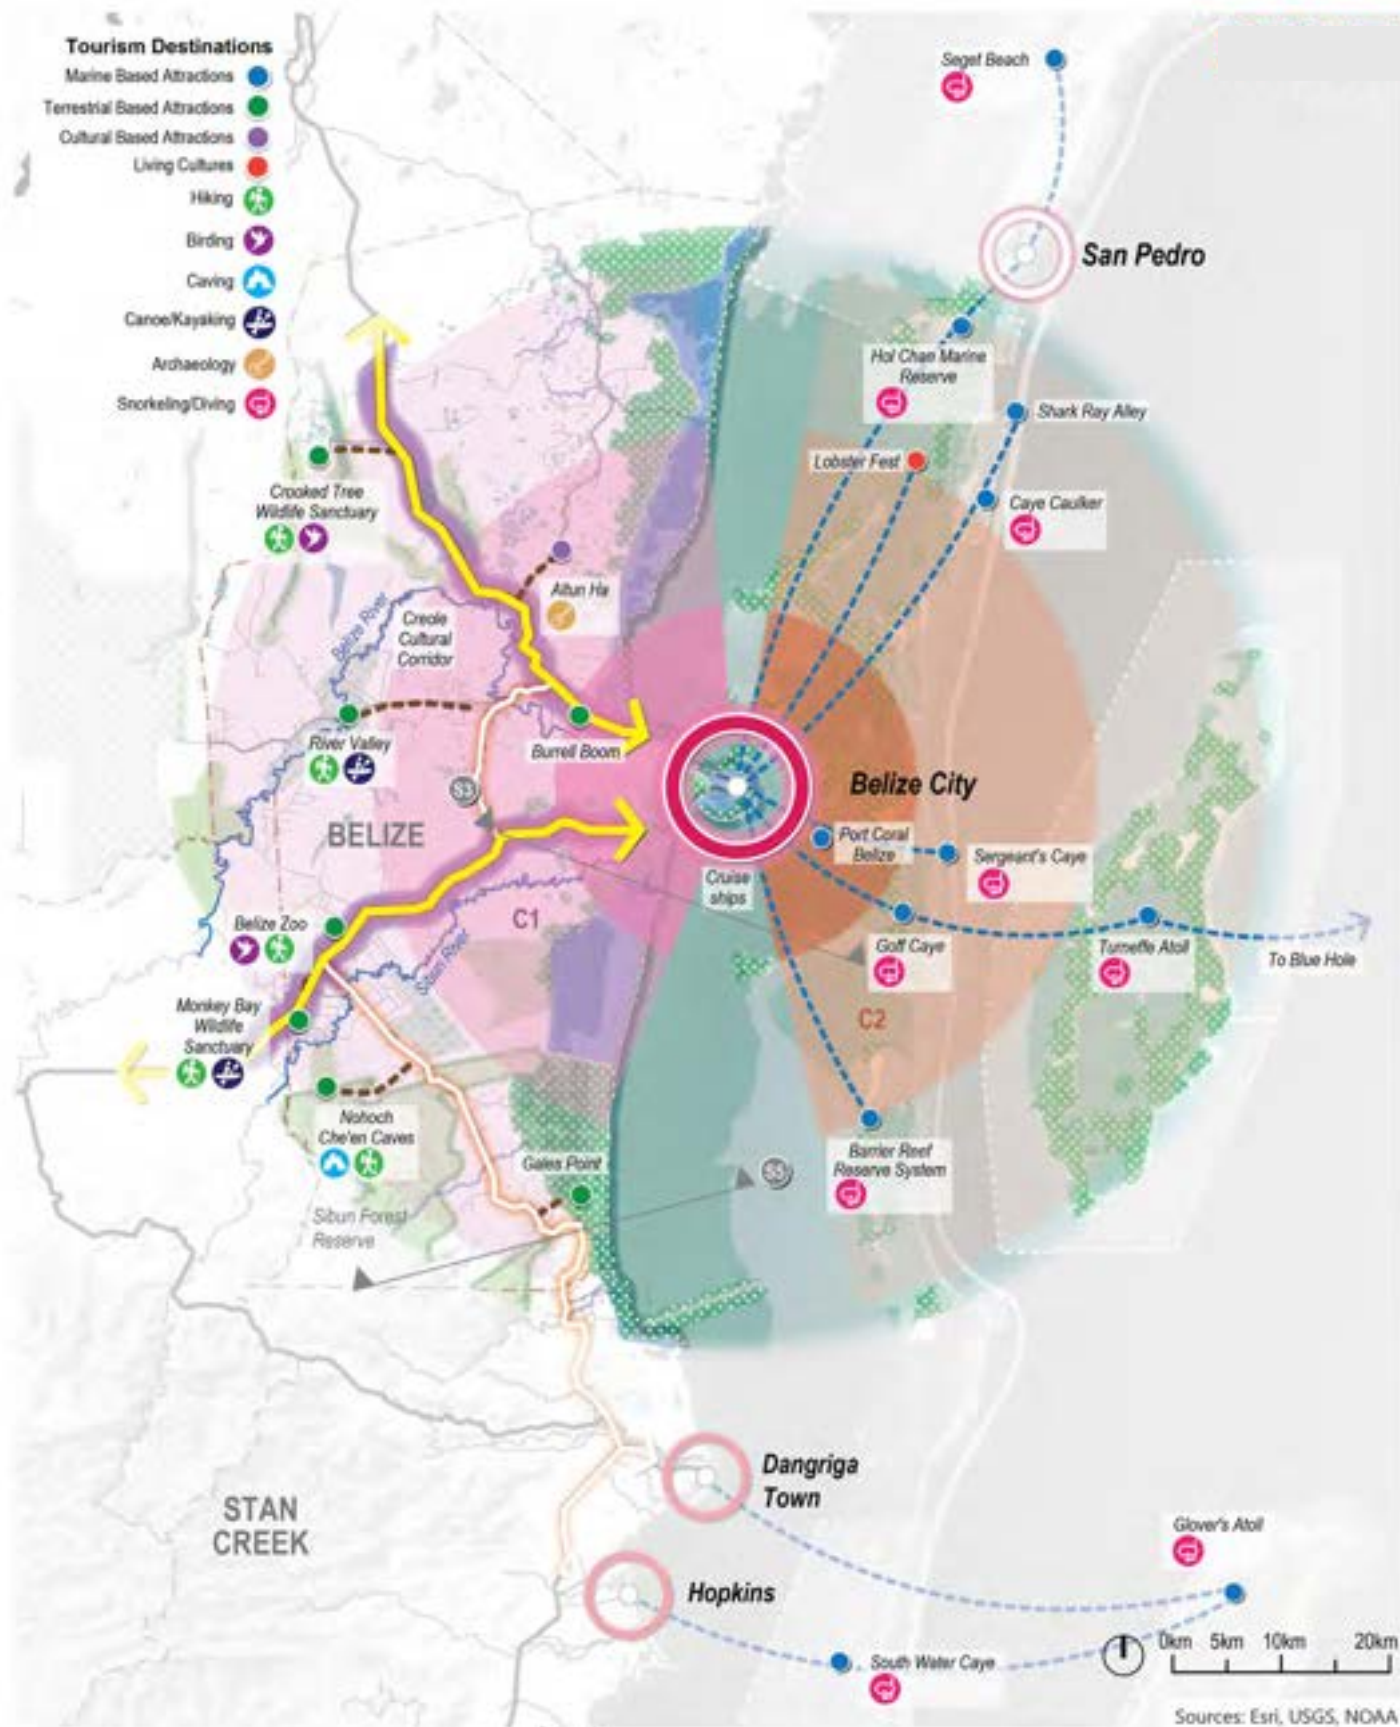 Tourism Destinations
Marine Based Attractions
Terrestrial Based Attractions
Cultural Based Attractions
Living Cultures
Hiking
Birding
Caving
Canoe/Kayaking
Archaeology
Snorkeling/Diving
Seget Beach
San Pedro
Hol Chan Marine
Reserve
Shark Ray Alley
Lobster Fest
Caye Caulker
Crooked Tree
Wildlife Sanctuary
Altun Ha
Belize River
Creole
Cultural
Corridor
River Valley
Burrell Boom
S3
BELIZE
Belize City
Port Coral
Belize
Sergeant's Caye
Cruise
ships
C1
Belize Zoo
Sibun River
Goff Caye
Turneffe Atoll
To Blue Hole
Monkey Bay
Wildlife
Sanctuary
C2
Nohoch
Che'en Caves
Gales Point
Barrier Reef
Reserve System
S5
Sibun Forest
Reserve
Dangriga
Town
STAN
CREEK
Glover's Atoll
Hopkins
South Water Caye
0km 5km 10km 20km
Sources: Esri, USGS, NOAA